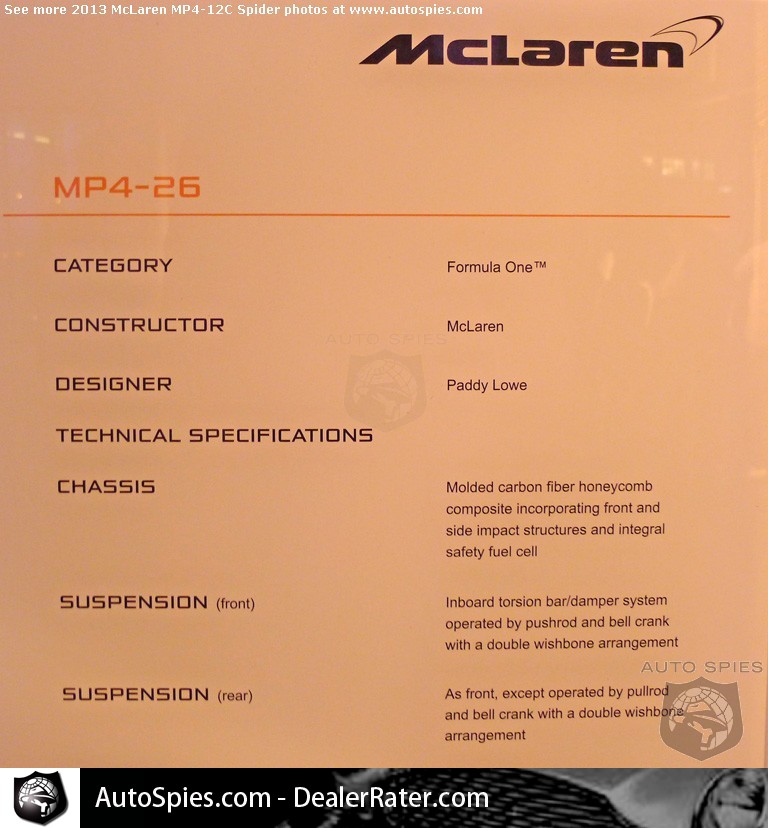 See more 2013 McLaren MP4-12C Spider photos at www.autospies.com
McLaren
MP4-26
CATEGORY Formula One™
CONSTRUCTOR McLaren
AUTO SPIES
DESIGNER Paddy Lowe
TECHNICAL SPECIFICATIONS
CHASSIS Molded carbon fiber honeycomb
composite incorporating front and
side impact structures and integral
safety fuel cell
SUSPENSION (front) Inboard torsion bar/damper system
operated by pushrod and bell crank
with a double wishbone arrangement
AUTO SPIES
SUSPENSION (rear) As front, except operated by pullrod
and bell crank with a double wishbone
arrangement
AutoSpies.com - DealerRater.com